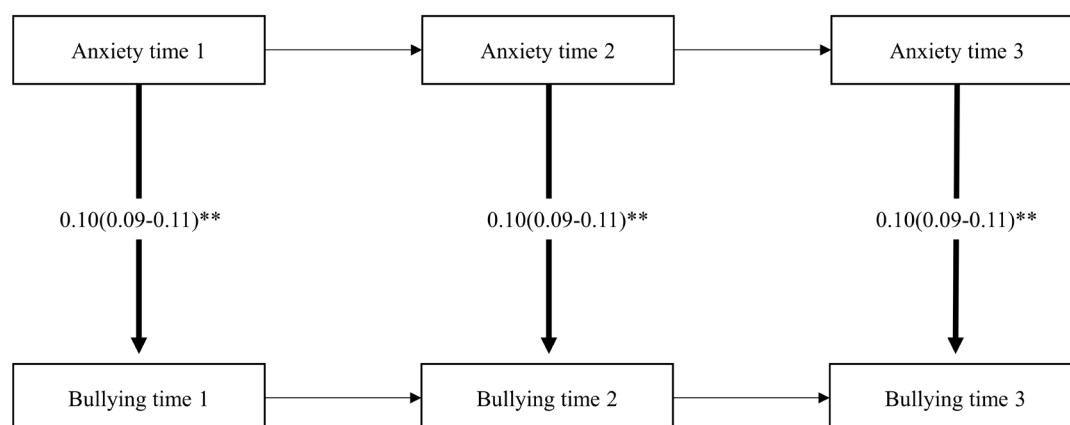 Anxiety time 1
Anxiety time 2
Anxiety time 3
0.10(0.09-0.11)**
0.10(0.09-0.11)**
0.10(0.09-0.11)**
Bullying time 1
Bullying time 2
Bullying time 3